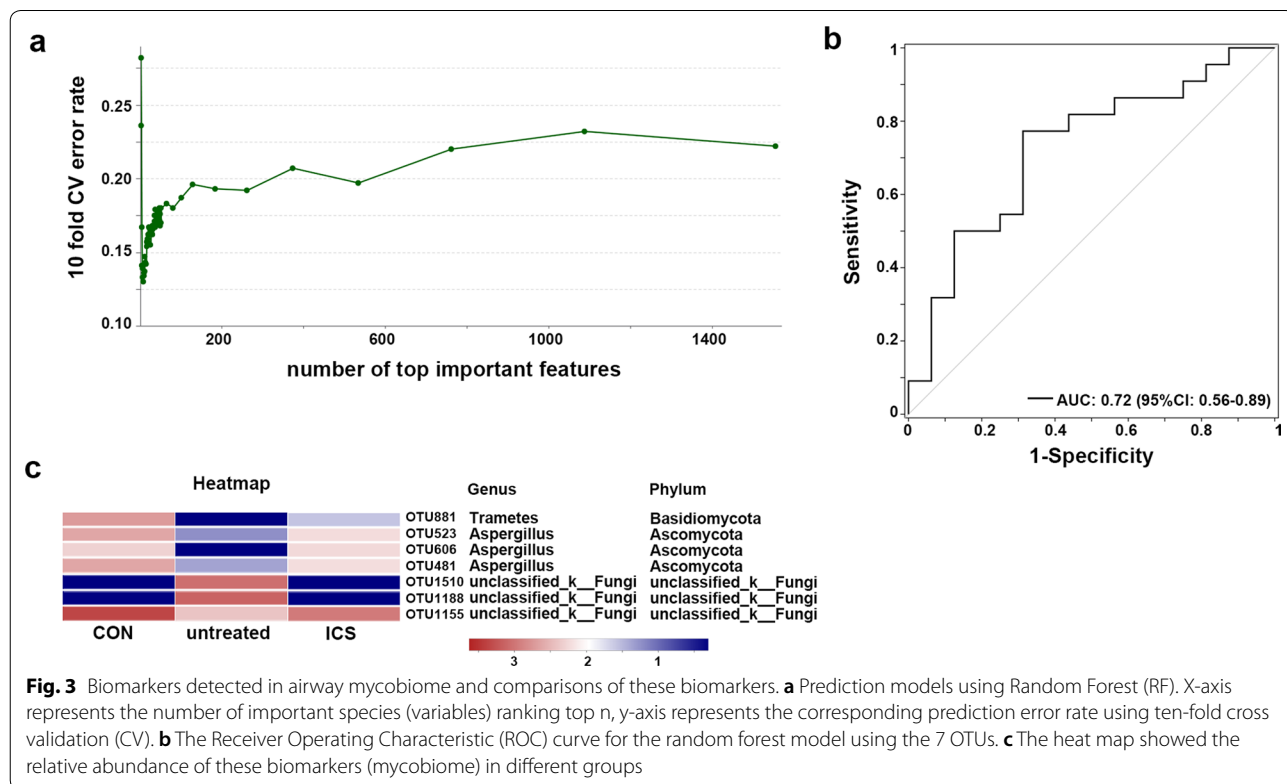 a
10 fold CV error rate
0.25
0.20
0.15
0.10
200
600
1000
1400
number of top important features
b
Sensitivity
1
0.8
0.6
0.4
0.2
0
0
0.2
0.4
0.6
0.8
1
AUC: 0.72 (95%CI: 0.56-0.89)
1-Specificity
c
Heatmap
Genus
Phylum
OTU881 Trametes Basidiomycota
OTU523 Aspergillus Ascomycota
OTU606 Aspergillus Ascomycota
OTU481 Aspergillus Ascomycota
OTU1510 unclassified_k__Fungi unclassified_k__Fungi
OTU1188 unclassified_k__Fungi unclassified_k__Fungi
OTU1155 unclassified_k__Fungi unclassified_k__Fungi
CON untreated ICS
3 2 1
Fig. 3 Biomarkers detected in airway mycobiome and comparisons of these biomarkers. a Prediction models using Random Forest (RF). X-axis
represents the number of important species (variables) ranking top n, y-axis represents the corresponding prediction error rate using ten-fold cross
validation (CV). b The Receiver Operating Characteristic (ROC) curve for the random forest model using the 7 OTUs. c The heat map showed the
relative abundance of these biomarkers (mycobiome) in different groups